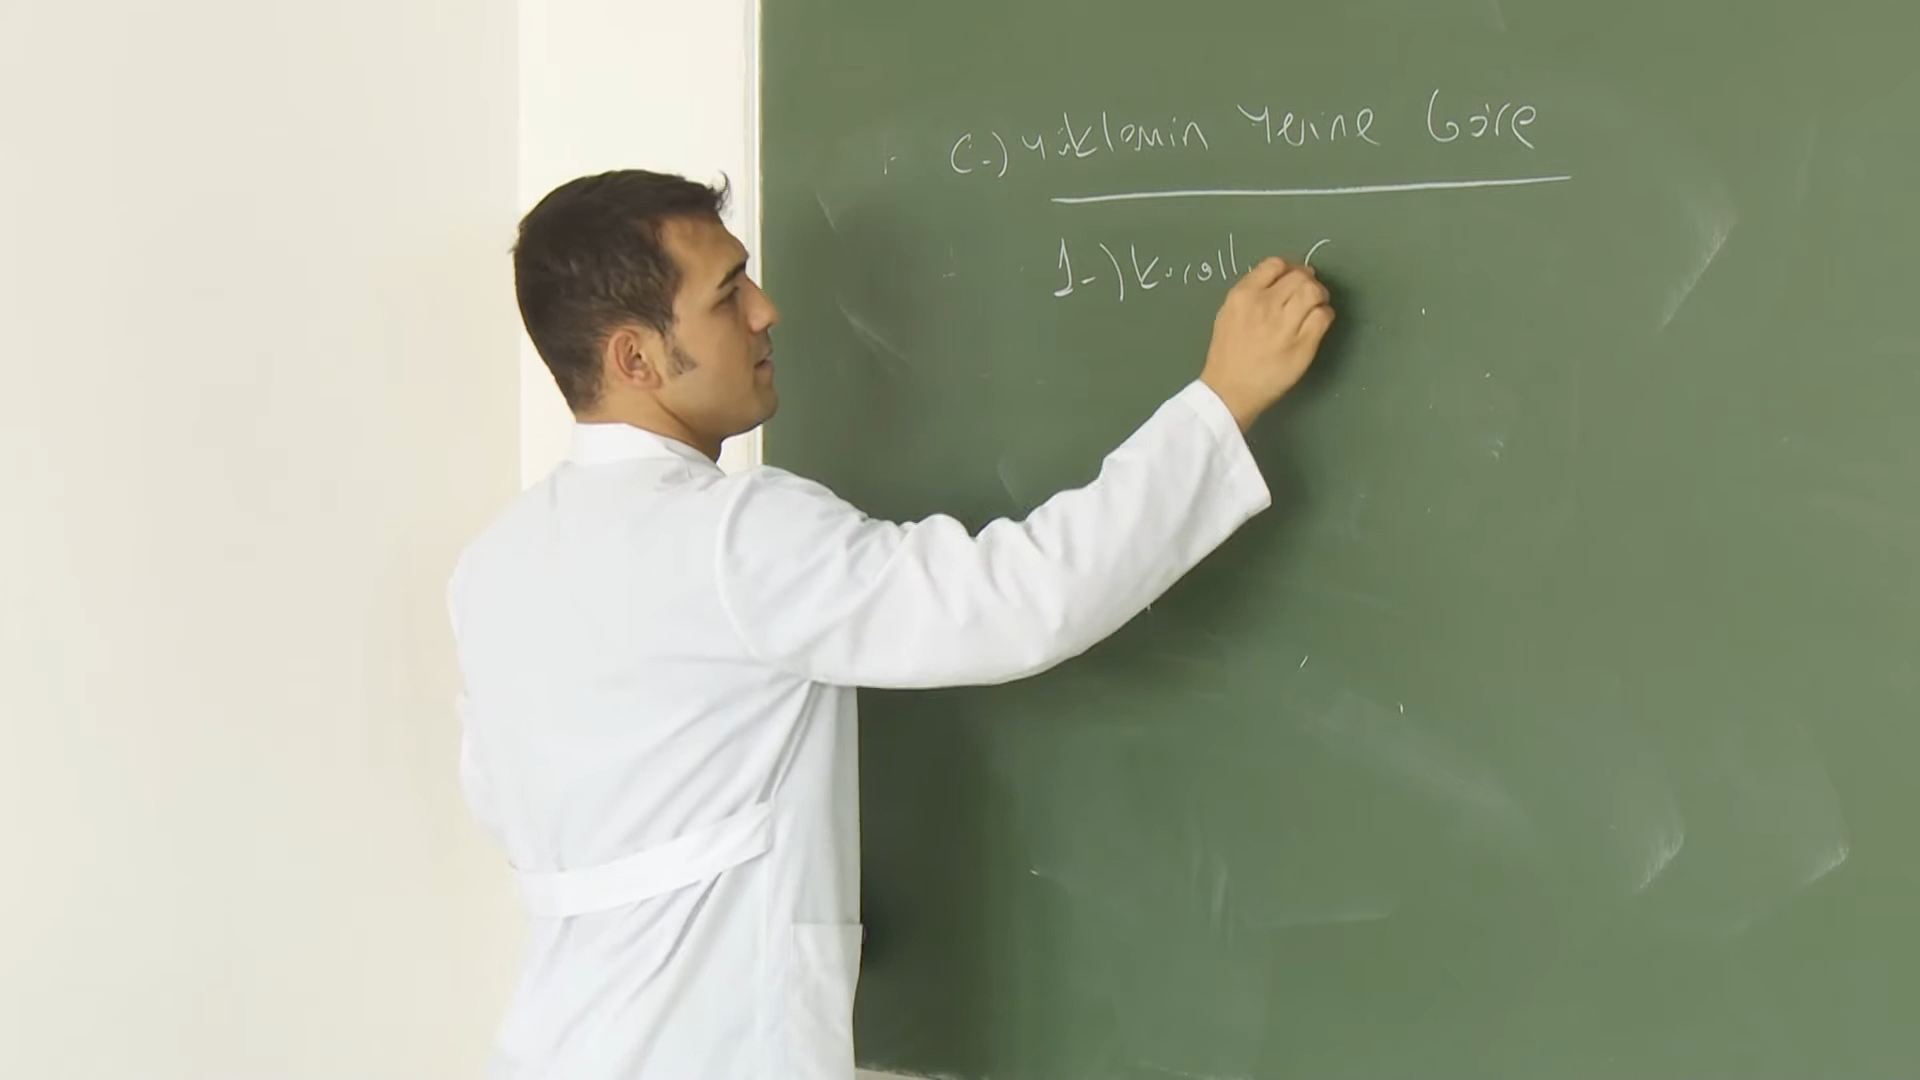 C-) Yüklemin Yerine Göre
1-) Kurallı C